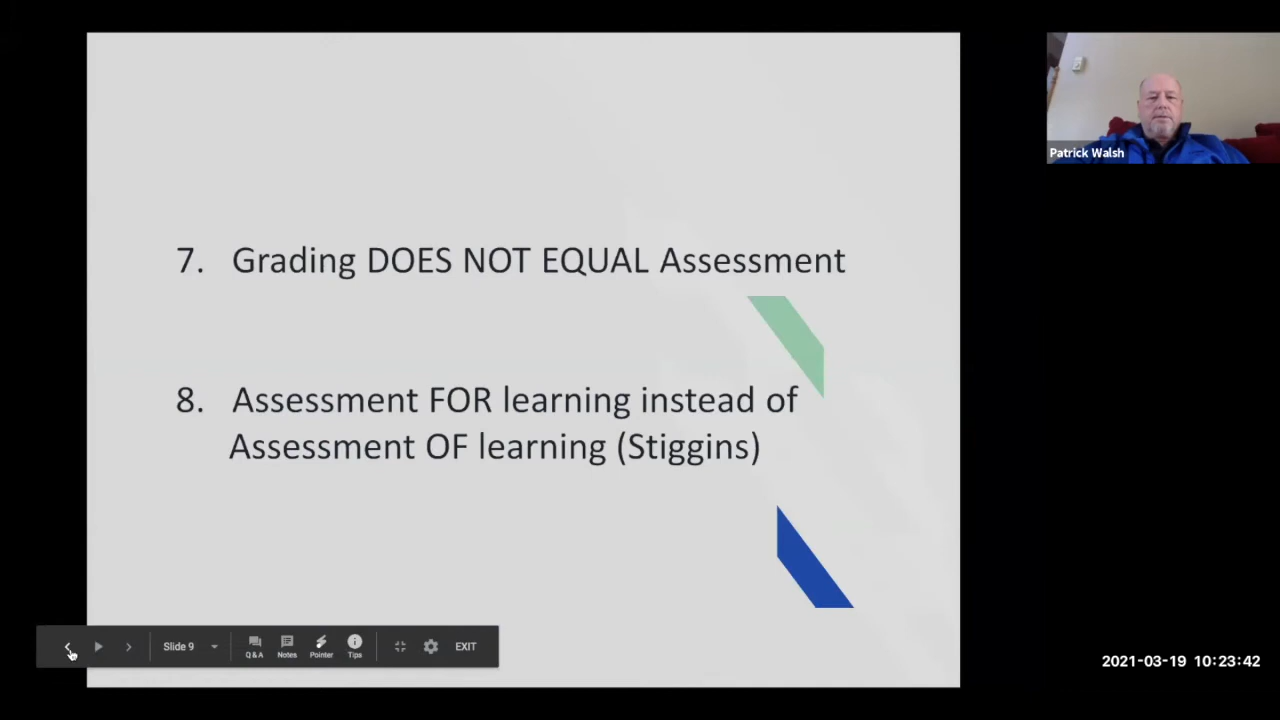 7. Grading DOES NOT EQUAL Assessment
8. Assessment FOR learning instead of
Assessment OF learning (Stiggins)
Patrick Walsh
Slide 9
Q&A
Notes
Pointer
Tips
EXIT
2021-03-19 10:23:42